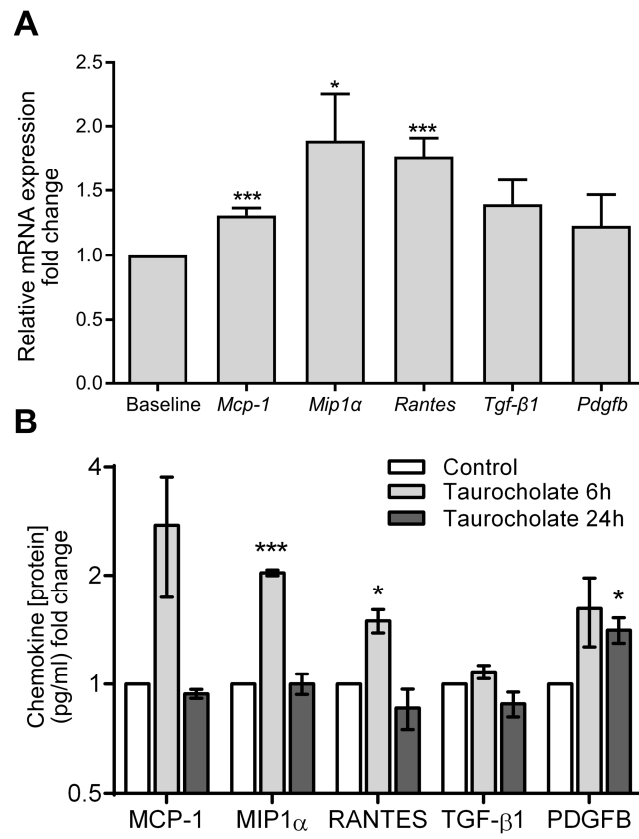 A
Relative mRNA expression
fold change
2.5
2.0
1.5
1.0
0.5
0.0
*
***
***
Baseline Mcp-1 Mip1α Rantes Tgf-β1 Pdgfb
B
Chemokine [protein]
(pg/ml) fold change
4
2
1
0.5
Control
Taurocholate 6h
Taurocholate 24h
***
*
*
MCP-1 MIP1α RANTES TGF-β1 PDGFB